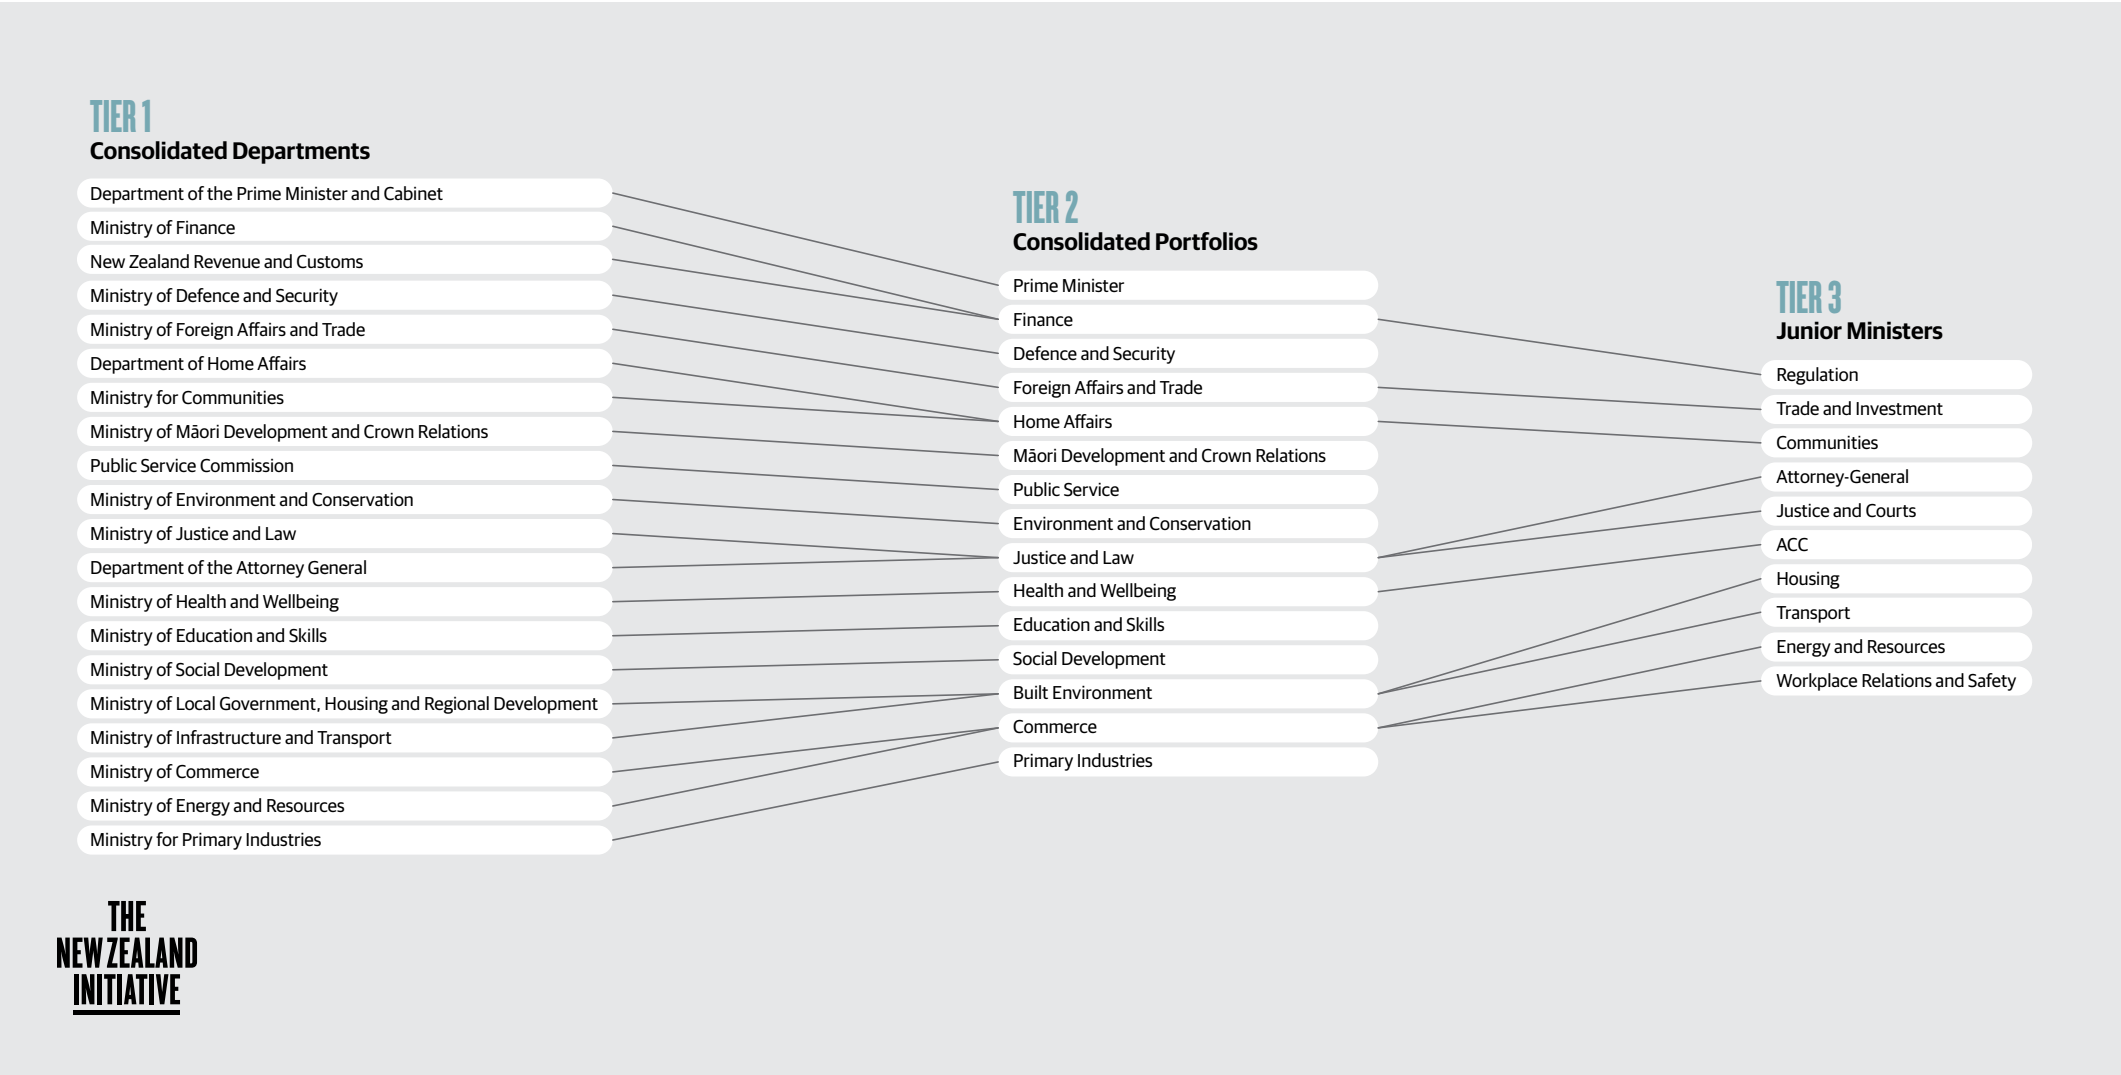 TIER 1
Consolidated Departments
Department of the Prime Minister and Cabinet
Ministry of Finance
New Zealand Revenue and Customs
Ministry of Defence and Security
Ministry of Foreign Affairs and Trade
Department of Home Affairs
Ministry for Communities
Ministry of Māori Development and Crown Relations
Public Service Commission
Ministry of Environment and Conservation
Ministry of Justice and Law
Department of the Attorney General
Ministry of Health and Wellbeing
Ministry of Education and Skills
Ministry of Social Development
Ministry of Local Government, Housing and Regional Development
Ministry of Infrastructure and Transport
Ministry of Commerce
Ministry of Energy and Resources
Ministry for Primary Industries
TIER 2
Consolidated Portfolios
Prime Minister
Finance
Defence and Security
Foreign Affairs and Trade
Home Affairs
Māori Development and Crown Relations
Public Service
Environment and Conservation
Justice and Law
Health and Wellbeing
Education and Skills
Social Development
Built Environment
Commerce
Primary Industries
TIER 3
Junior Ministers
Regulation
Trade and Investment
Communities
Attorney-General
Justice and Courts
ACC
Housing
Transport
Energy and Resources
Workplace Relations and Safety
THE
NEW ZEALAND
INITIATIVE